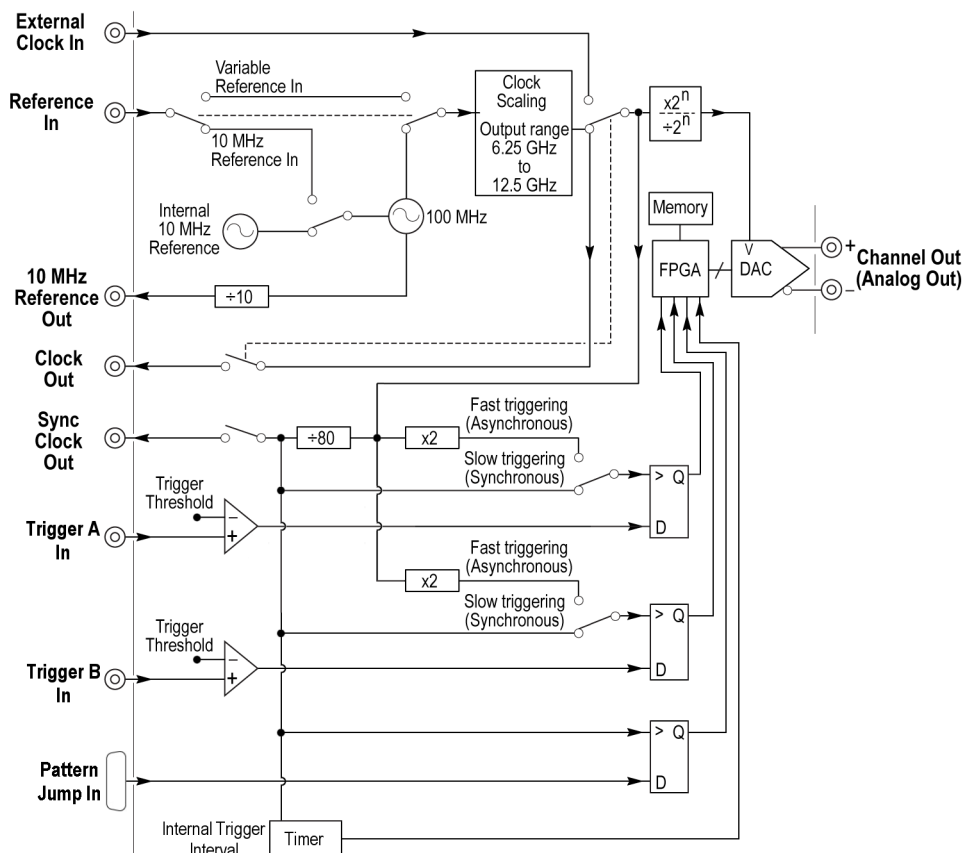 External
Clock In
Reference
In
Variable
Reference In
10 MHz
Reference In
Internal
10 MHz
Reference
100 MHz
Clock
Scaling
Output range
6.25 GHz
to
12.5 GHz
x2ⁿ
÷2ⁿ
Memory
FPGA
V
DAC
+
−
Channel Out
(Analog Out)
10 MHz
Reference
Out
÷10
Clock
Out
Sync
Clock
Out
÷80
x2
Fast triggering
(Asynchronous)
Slow triggering
(Synchronous)
> Q
D
Trigger
Threshold
−
+
Trigger A
In
x2
Fast triggering
(Asynchronous)
Slow triggering
(Synchronous)
> Q
D
Trigger
Threshold
−
+
Trigger B
In
> Q
D
Pattern
Jump In
Internal Trigger
Interval
Timer